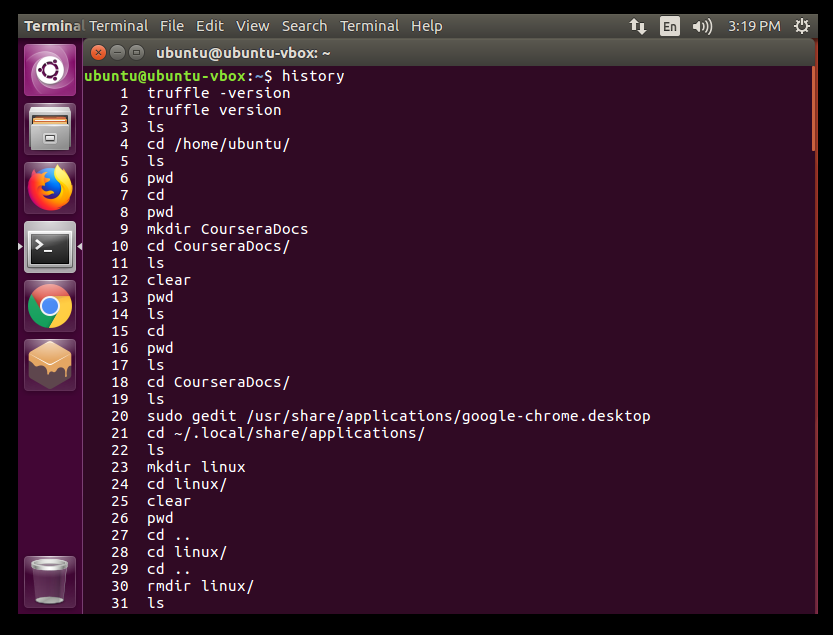 Terminal Terminal File Edit View Search Terminal Help En 3:19 PM
ubuntu@ubuntu-vbox: ~
ubuntu@ubuntu-vbox:~$ history
1 truffle -version
2 truffle version
3 ls
4 cd /home/ubuntu/
5 ls
6 pwd
7 cd
8 pwd
9 mkdir CourseraDocs
10 cd CourseraDocs/
11 ls
12 clear
13 pwd
14 ls
15 cd
16 pwd
17 ls
18 cd CourseraDocs/
19 ls
20 sudo gedit /usr/share/applications/google-chrome.desktop
21 cd ~/.local/share/applications/
22 ls
23 mkdir linux
24 cd linux/
25 clear
26 pwd
27 cd ..
28 cd linux/
29 cd ..
30 rmdir linux/
31 ls